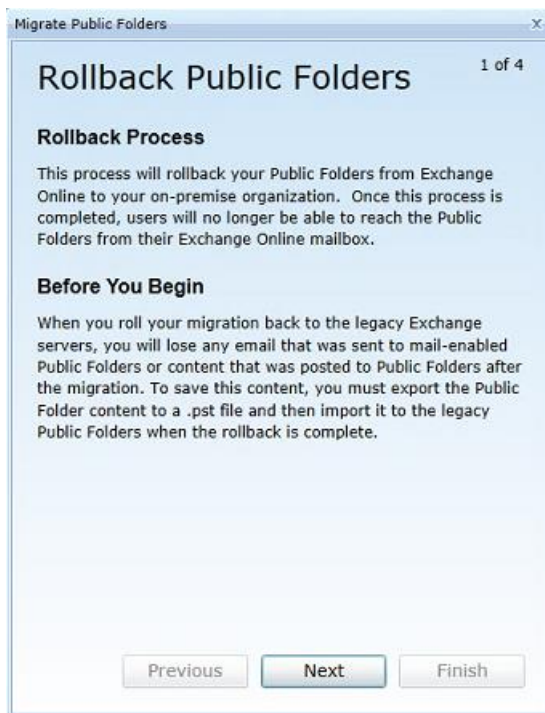 Migrate Public Folders
x
Rollback Public Folders
1 of 4
Rollback Process
This process will rollback your Public Folders from Exchange
Online to your on-premise organization. Once this process is
completed, users will no longer be able to reach the Public
Folders from their Exchange Online mailbox.
Before You Begin
When you roll your migration back to the legacy Exchange
servers, you will lose any email that was sent to mail-enabled
Public Folders or content that was posted to Public Folders after
the migration. To save this content, you must export the Public
Folder content to a .pst file and then import it to the legacy
Public Folders when the rollback is complete.
Previous
Next
Finish